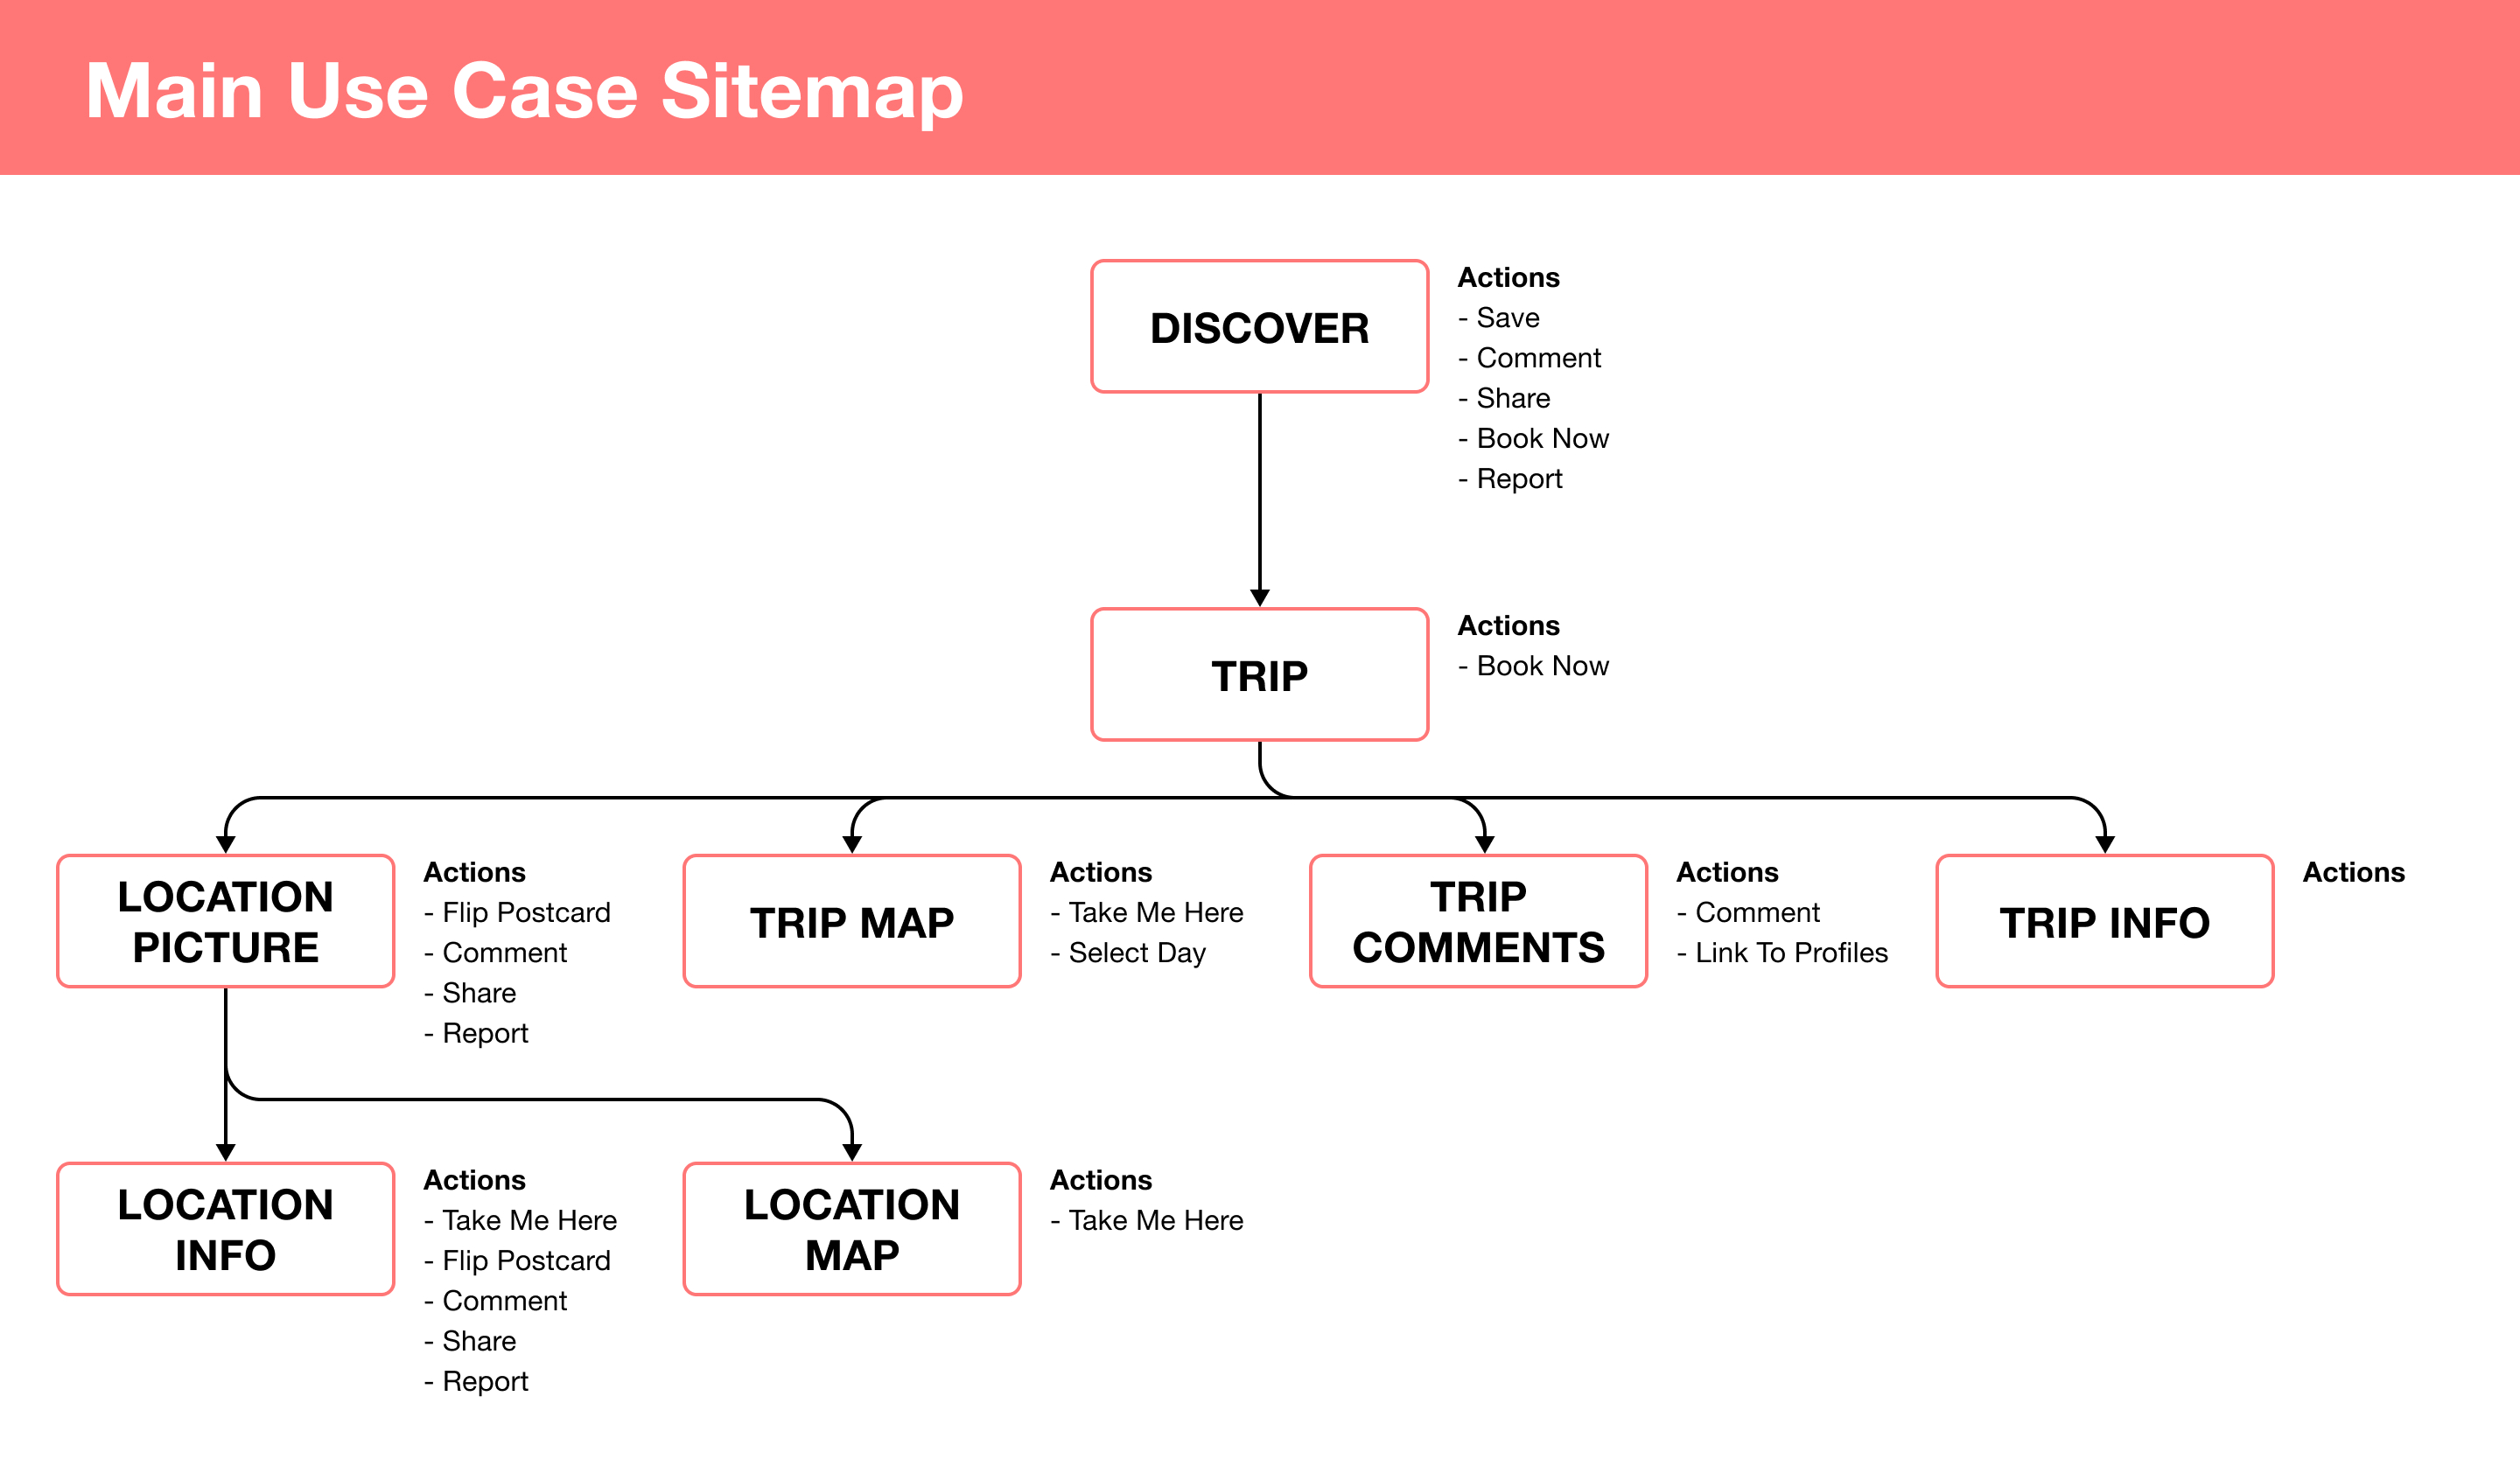 Main Use Case Sitemap
DISCOVER
Actions
- Save
- Comment
- Share
- Book Now
- Report
TRIP
Actions
- Book Now
LOCATION
PICTURE
Actions
- Flip Postcard
- Comment
- Share
- Report
TRIP MAP
Actions
- Take Me Here
- Select Day
TRIP
COMMENTS
Actions
- Comment
- Link To Profiles
TRIP INFO
Actions
LOCATION
INFO
Actions
- Take Me Here
- Flip Postcard
- Comment
- Share
- Report
LOCATION
MAP
Actions
- Take Me Here